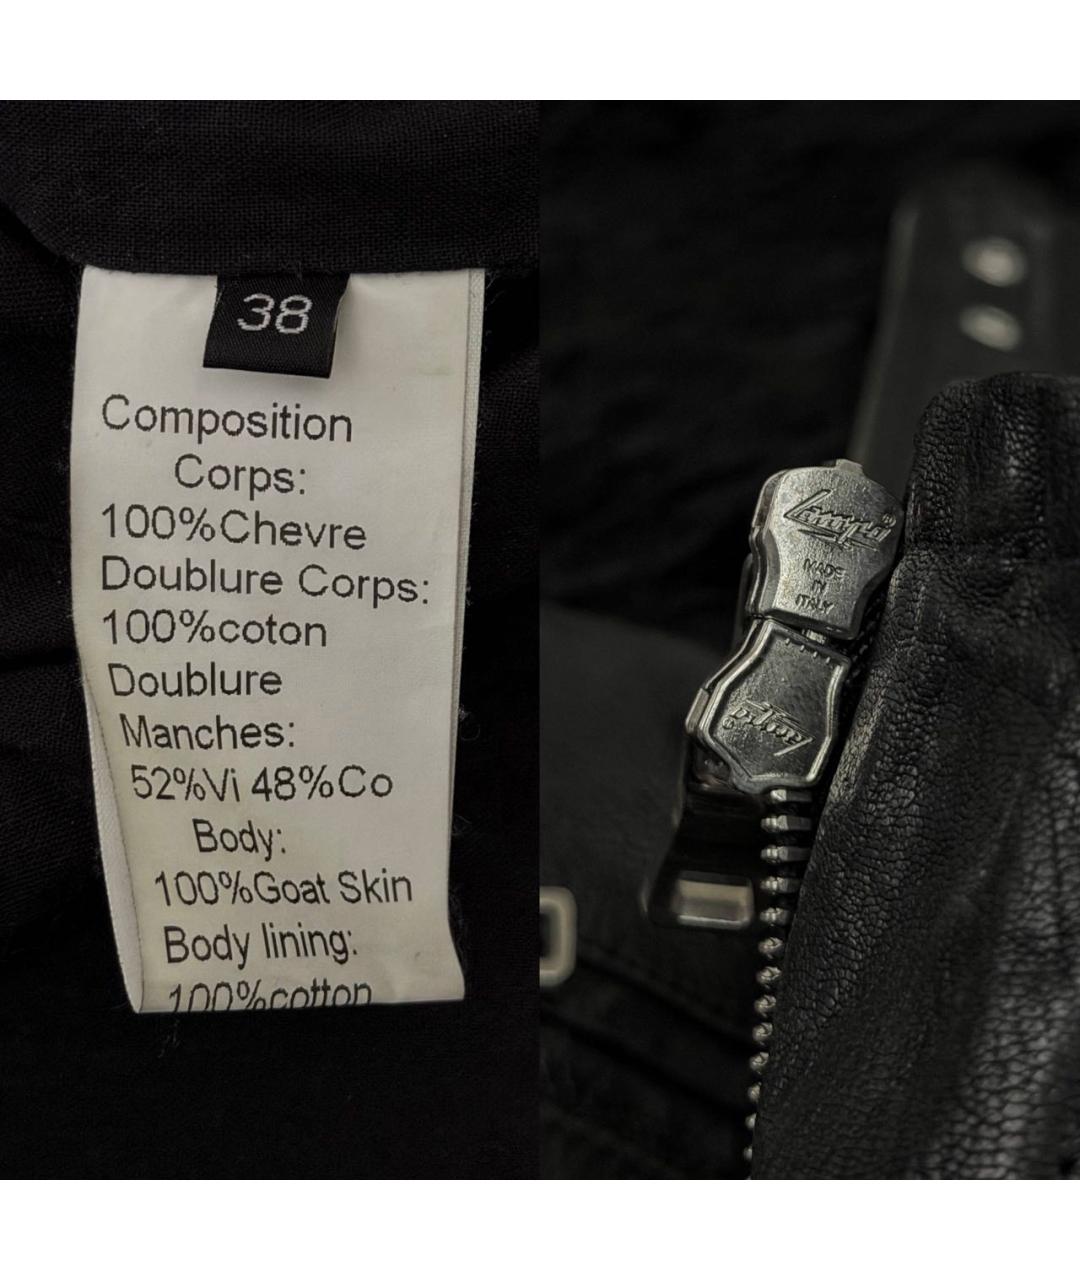 38
Composition
Corps:
100%Chevre
Doublure Corps:
100%coton
Doublure
Manches:
52%Vi 48%Co
Body:
100%Goat Skin
Body lining:
100%cotton
Lampo®
MADE
IN
ITALY
Lampo®